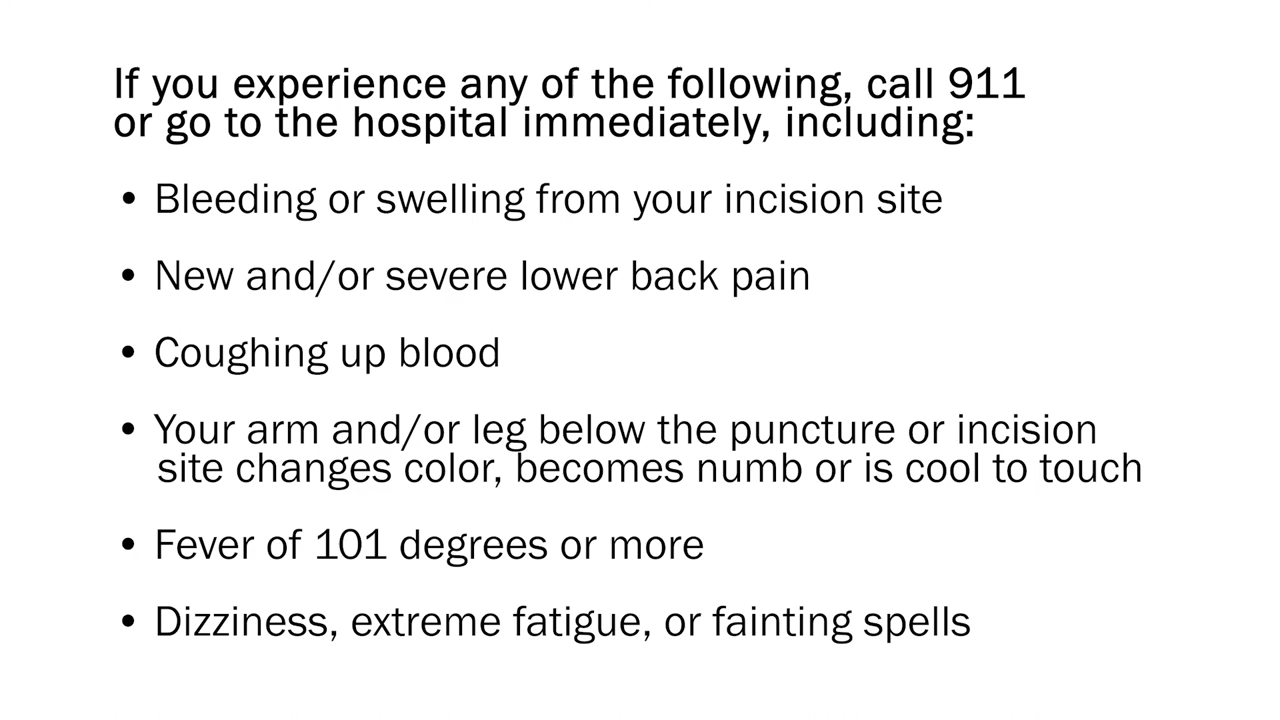 If you experience any of the following, call 911
or go to the hospital immediately, including:
• Bleeding or swelling from your incision site
• New and/or severe lower back pain
• Coughing up blood
• Your arm and/or leg below the puncture or incision
site changes color, becomes numb or is cool to touch
• Fever of 101 degrees or more
• Dizziness, extreme fatigue, or fainting spells